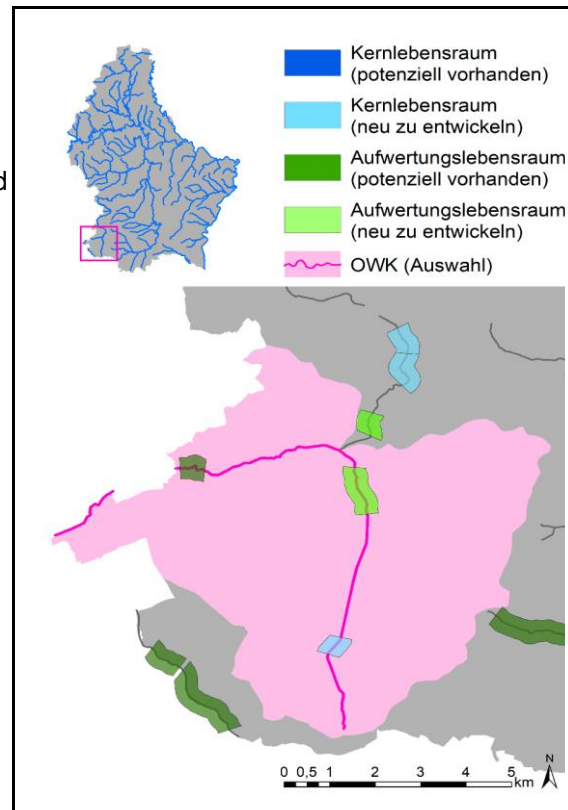 d
Kernlebensraum
(potenziell vorhanden)
Kernlebensraum
(neu zu entwickeln)
Aufwertungslebensraum
(potenziell vorhanden)
Aufwertungslebensraum
(neu zu entwickeln)
OWK (Auswahl)
N
0 0,5 1 2 3 4 5
km